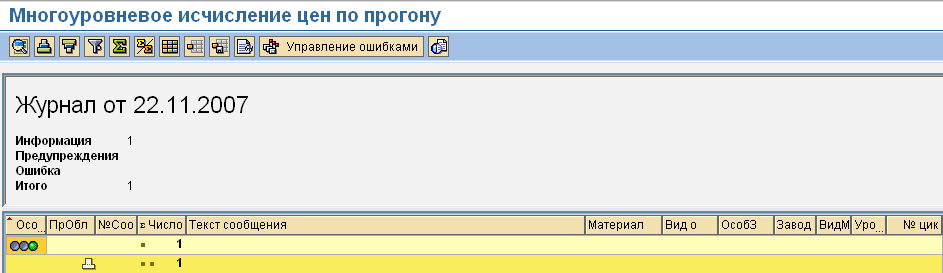 Многоуровневое исчисление цен по прогону
Управление ошибками
Журнал от 22.11.2007
Информация 1
Предупреждения
Ошибка
Итого 1
Осо... ПрОбл №Соо Σ Число Текст сообщения Материал Вид о ОсобЗ Завод ВидМ Уро... № цик
1
1